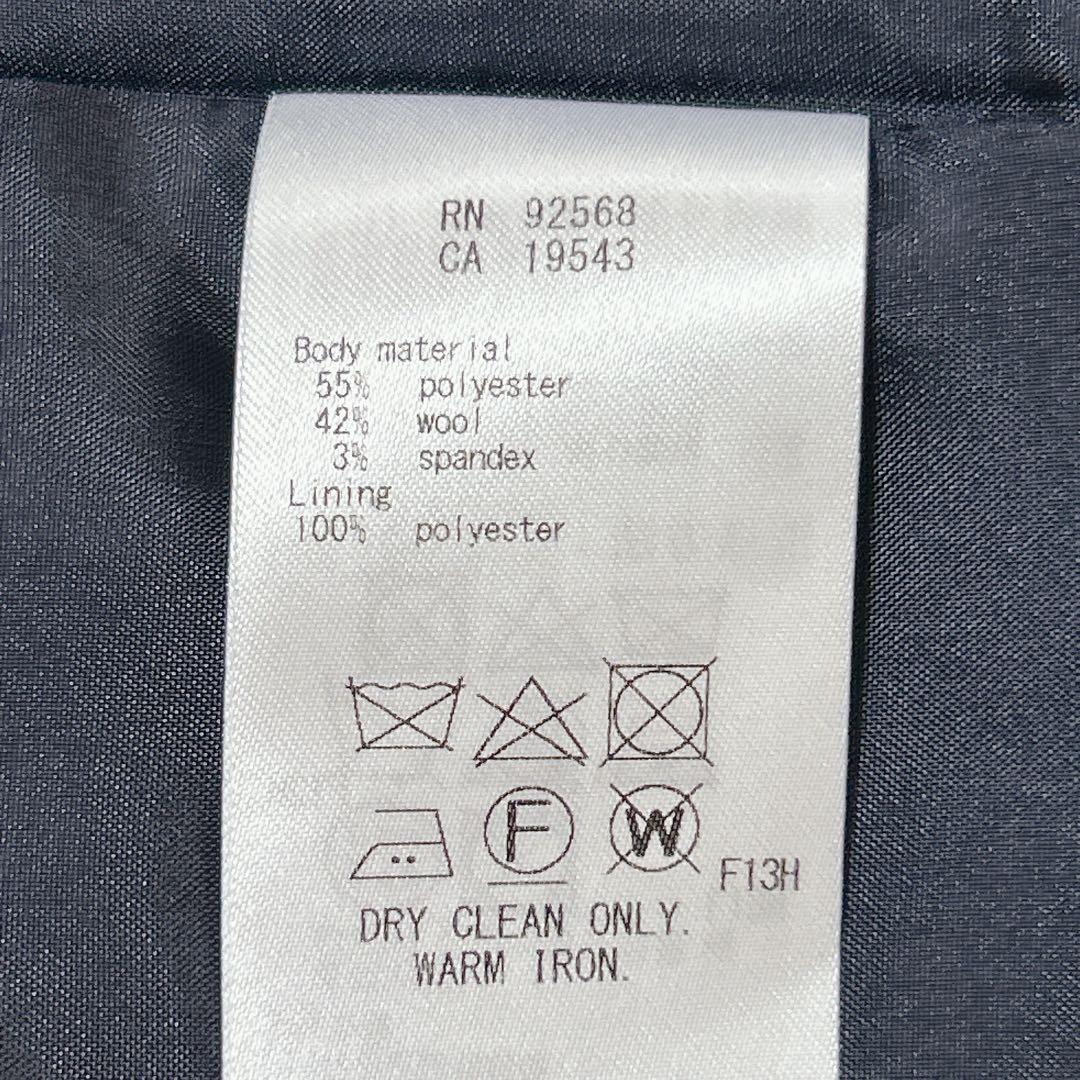 RN 92568
CA 19543
Body material
55% polyester
42% wool
3% spandex
Lining
100% polyester
F W F13H
DRY CLEAN ONLY.
WARM IRON.